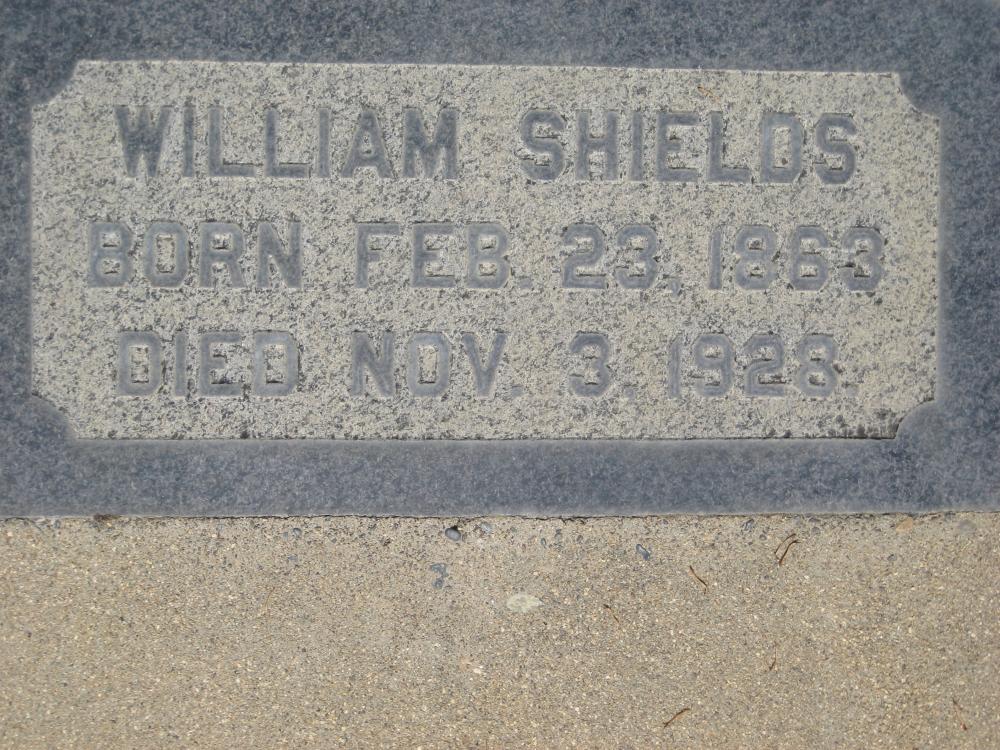 WILLIAM SHIELDS
BORN FEB. 23, 1863
DIED NOV. 3, 1928.